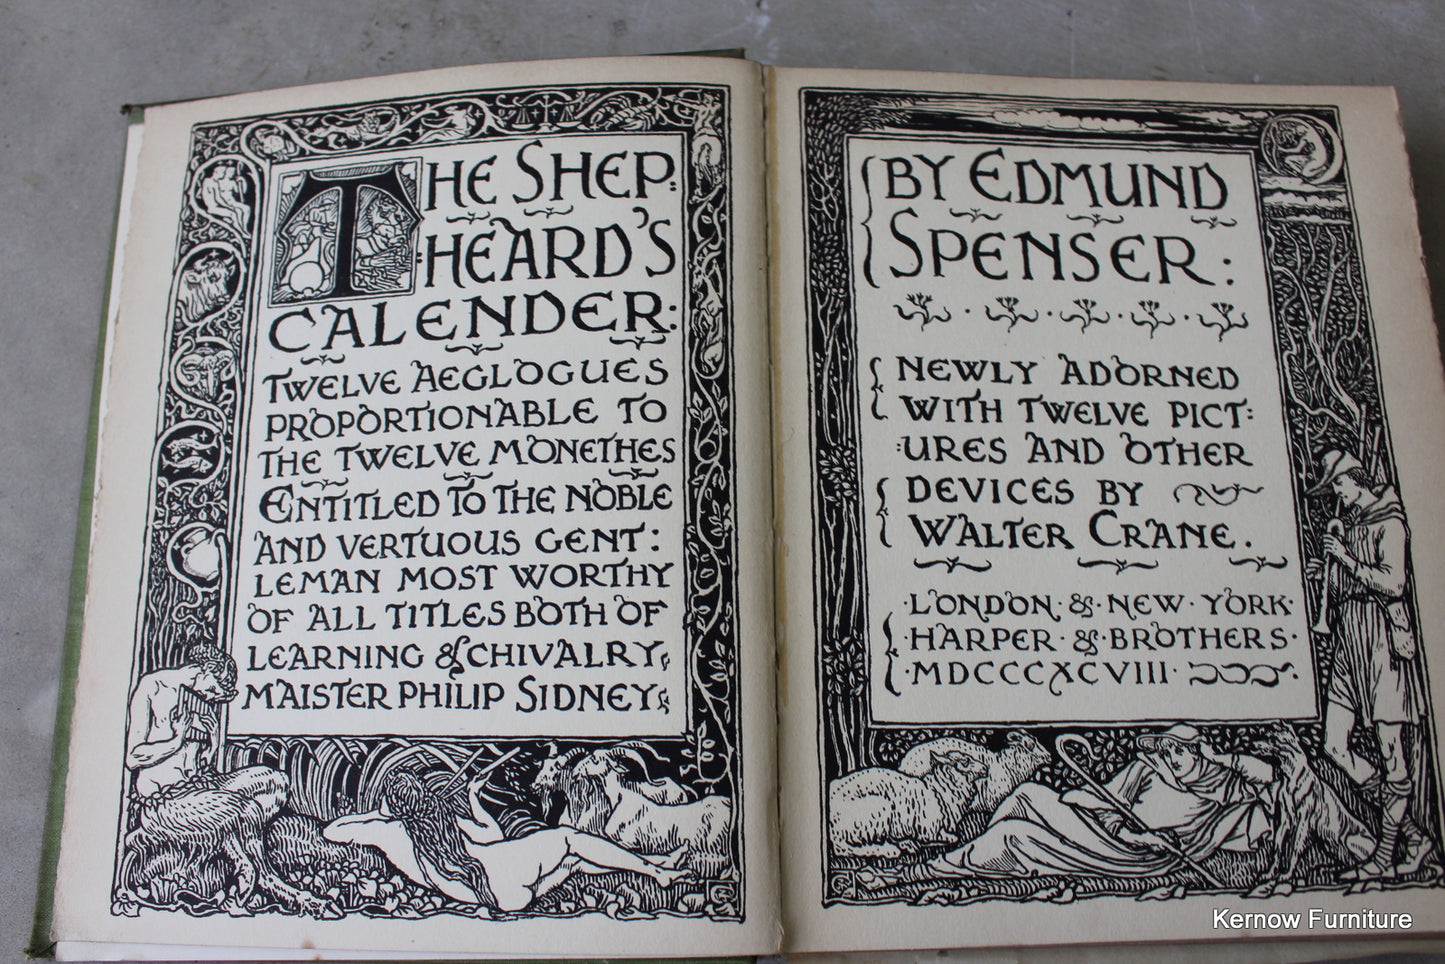 THE SHEP:
:HEARD'S
CALENDER:
TWELVE AEGLOGUES
PROPORTIONABLE TO
THE TWELVE MONETHES
ENTITLED TO THE NOBLE
AND VERTUOUS GENT:
LEMAN MOST WORTHY
OF ALL TITLES BOTH OF
LEARNING & CHIVALRY
MAISTER PHILIP SIDNEY
BY EDMUND
SPENSER:
NEWLY ADORNED
WITH TWELVE PICT:
:URES AND OTHER
DEVICES BY
WALTER CRANE.
·LONDON·&·NEW·YORK·
·HARPER·&·BROTHERS·
·MDCCCXCVIII·
Kernow Furniture